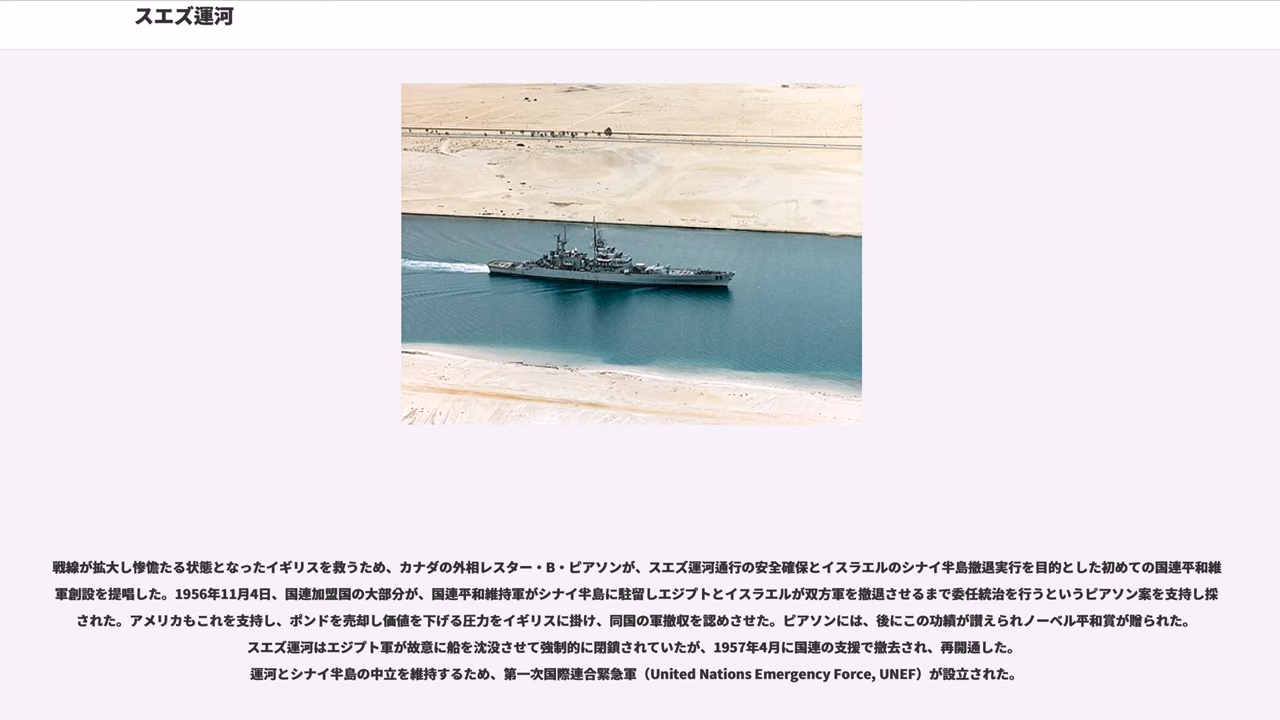 スエズ運河
戦線が拡大し惨憺たる状態となったイギリスを救うため、カナダの外相レスター・B・ピアソンが、スエズ運河通行の安全確保とイスラエルのシナイ半島撤退実行を目的とした初めての国連平和維
軍創設を提唱した。1956年11月4日、国連加盟国の大部分が、国連平和維持軍がシナイ半島に駐留しエジプトとイスラエルが双方軍を撤退させるまで委任統治を行うというピアソン案を支持し採
された。アメリカもこれを支持し、ポンドを売却し価値を下げる圧力をイギリスに掛け、同国の軍撤収を認めさせた。ピアソンには、後にこの功績が讃えられノーベル平和賞が贈られた。
スエズ運河はエジプト軍が故意に船を沈没させて強制的に閉鎖されていたが、1957年4月に国連の支援で撤去され、再開通した。
運河とシナイ半島の中立を維持するため、第一次国際連合緊急軍（United Nations Emergency Force, UNEF）が設立された。